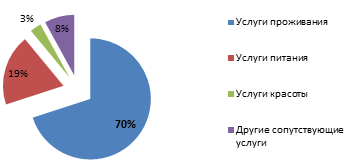 3%
8%
19%
70%
Услуги проживания
Услуги питания
Услуги красоты
Другие сопутствующие
услуги